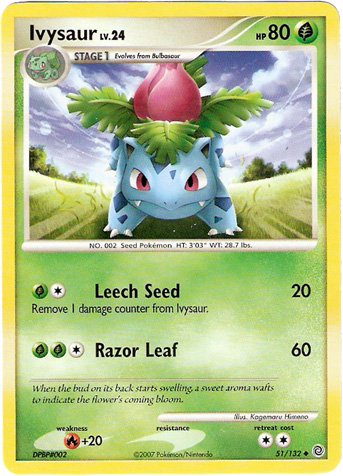 Ivysaur LV.24 HP 80
STAGE 1 Evolves from Bulbasaur
NO. 002 Seed Pokémon HT: 3'03" WT: 28.7 lbs.
Leech Seed 20
Remove 1 damage counter from Ivysaur.
Razor Leaf 60
When the bud on its back starts swelling, a sweet aroma wafts
to indicate the flower's coming bloom.
Illus. Kagemaru Himeno
weakness resistance retreat cost
+20
DPBP#002 ©2007 Pokémon/Nintendo 51/132